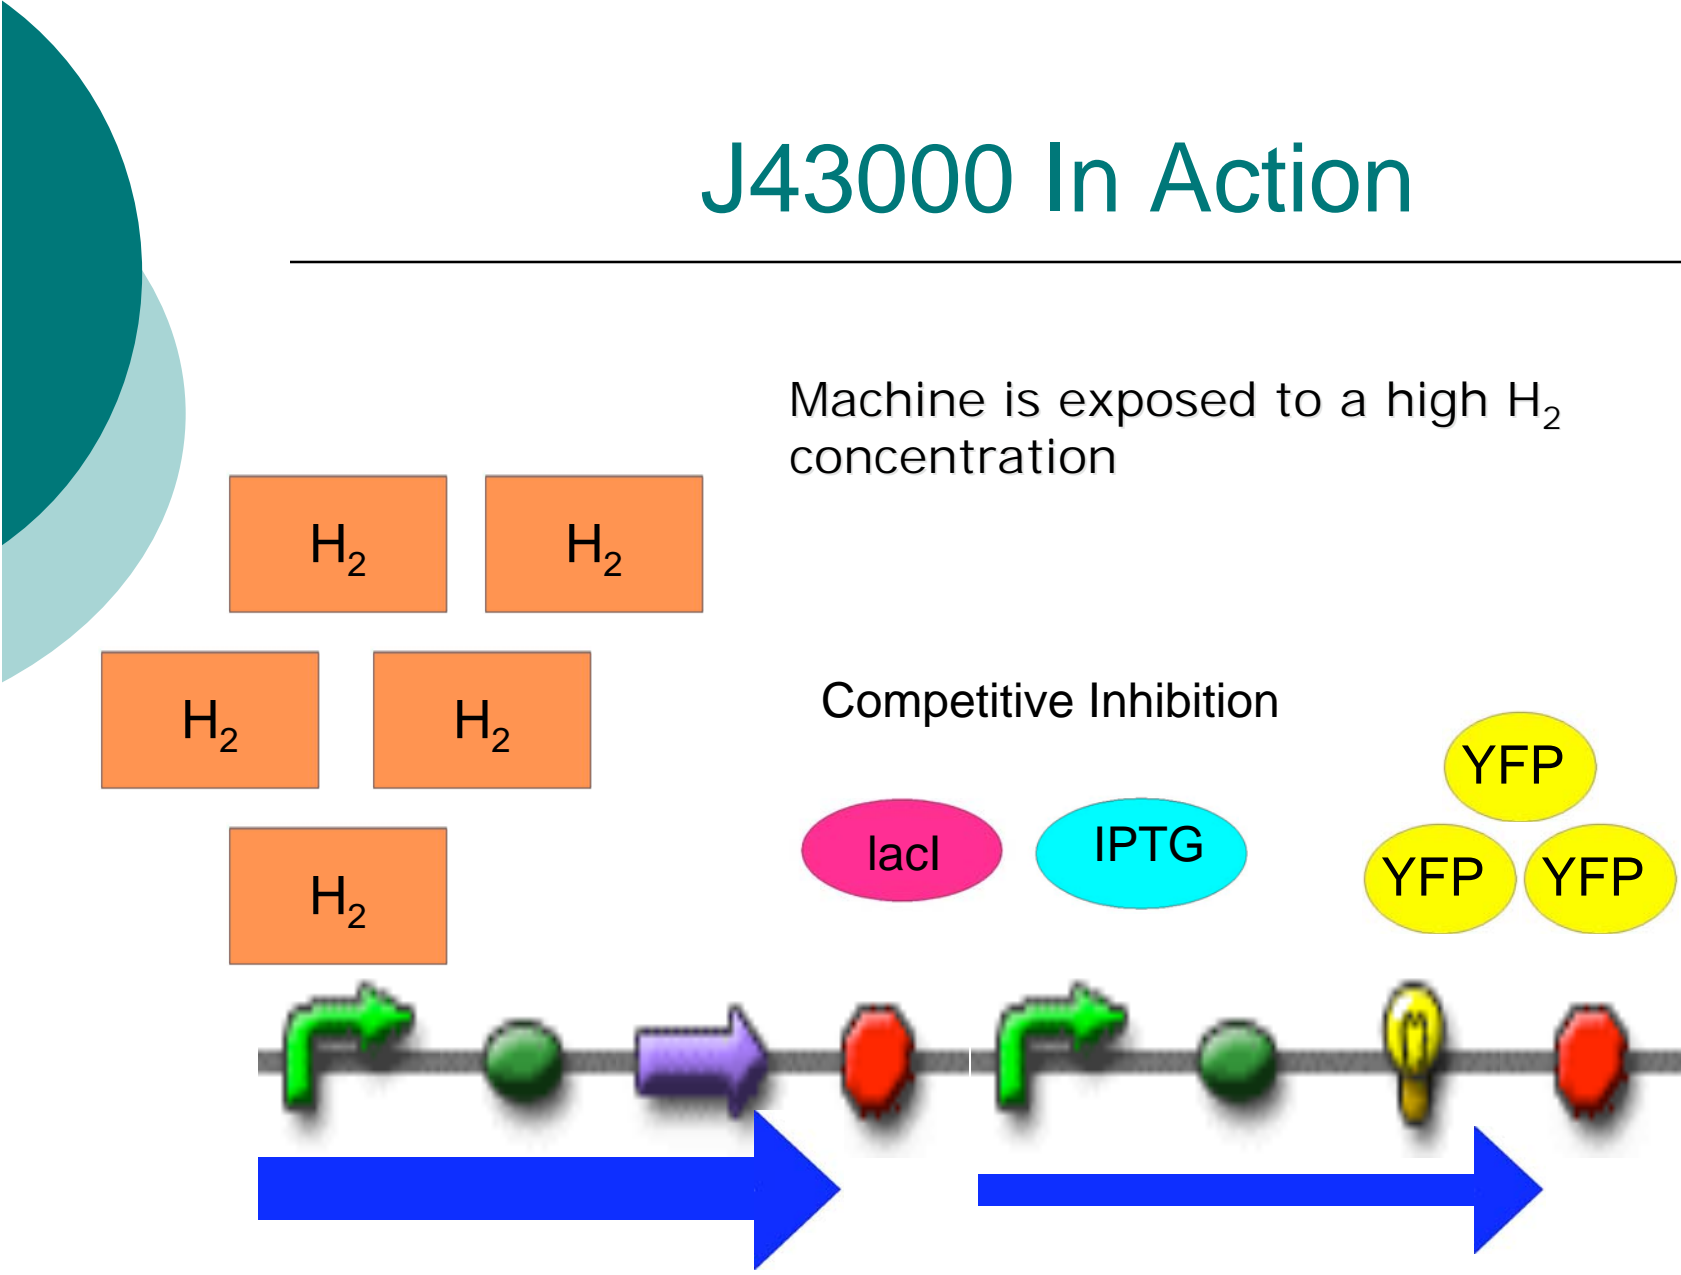 J43000 In Action
Machine is exposed to a high H₂
concentration
H₂ H₂
H₂ H₂
Competitive Inhibition
YFP
lacI IPTG YFP YFP
H₂